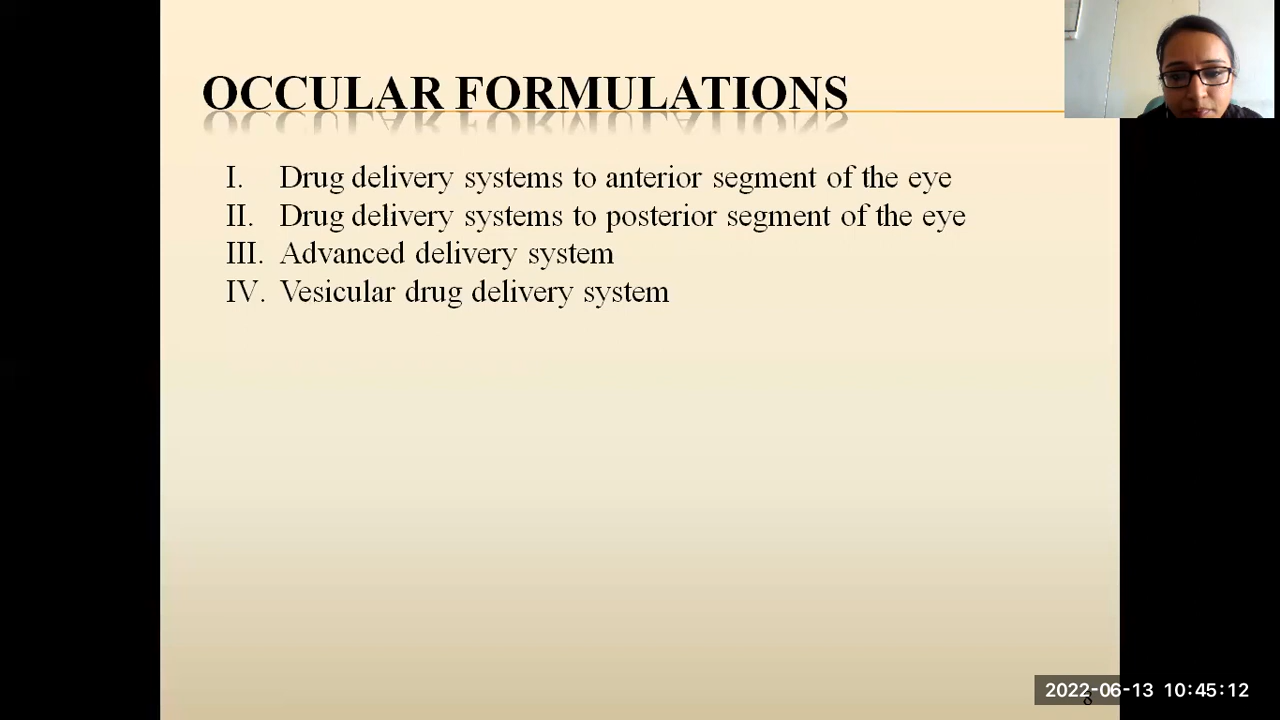 OCCULAR FORMULATIONS
I. Drug delivery systems to anterior segment of the eye
II. Drug delivery systems to posterior segment of the eye
III. Advanced delivery system
IV. Vesicular drug delivery system
2022-06-13 10:45:12